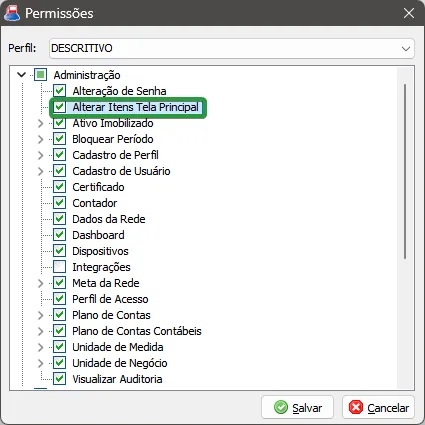 Permissões
Perfil: DESCRITIVO
Administração
Alteração de Senha
Alterar Itens Tela Principal
Ativo Imobilizado
Bloquear Período
Cadastro de Perfil
Cadastro de Usuário
Certificado
Contador
Dados da Rede
Dashboard
Dispositivos
Integrações
Meta da Rede
Perfil de Acesso
Plano de Contas
Plano de Contas Contábeis
Unidade de Medida
Unidade de Negócio
Visualizar Auditoria
Salvar Cancelar